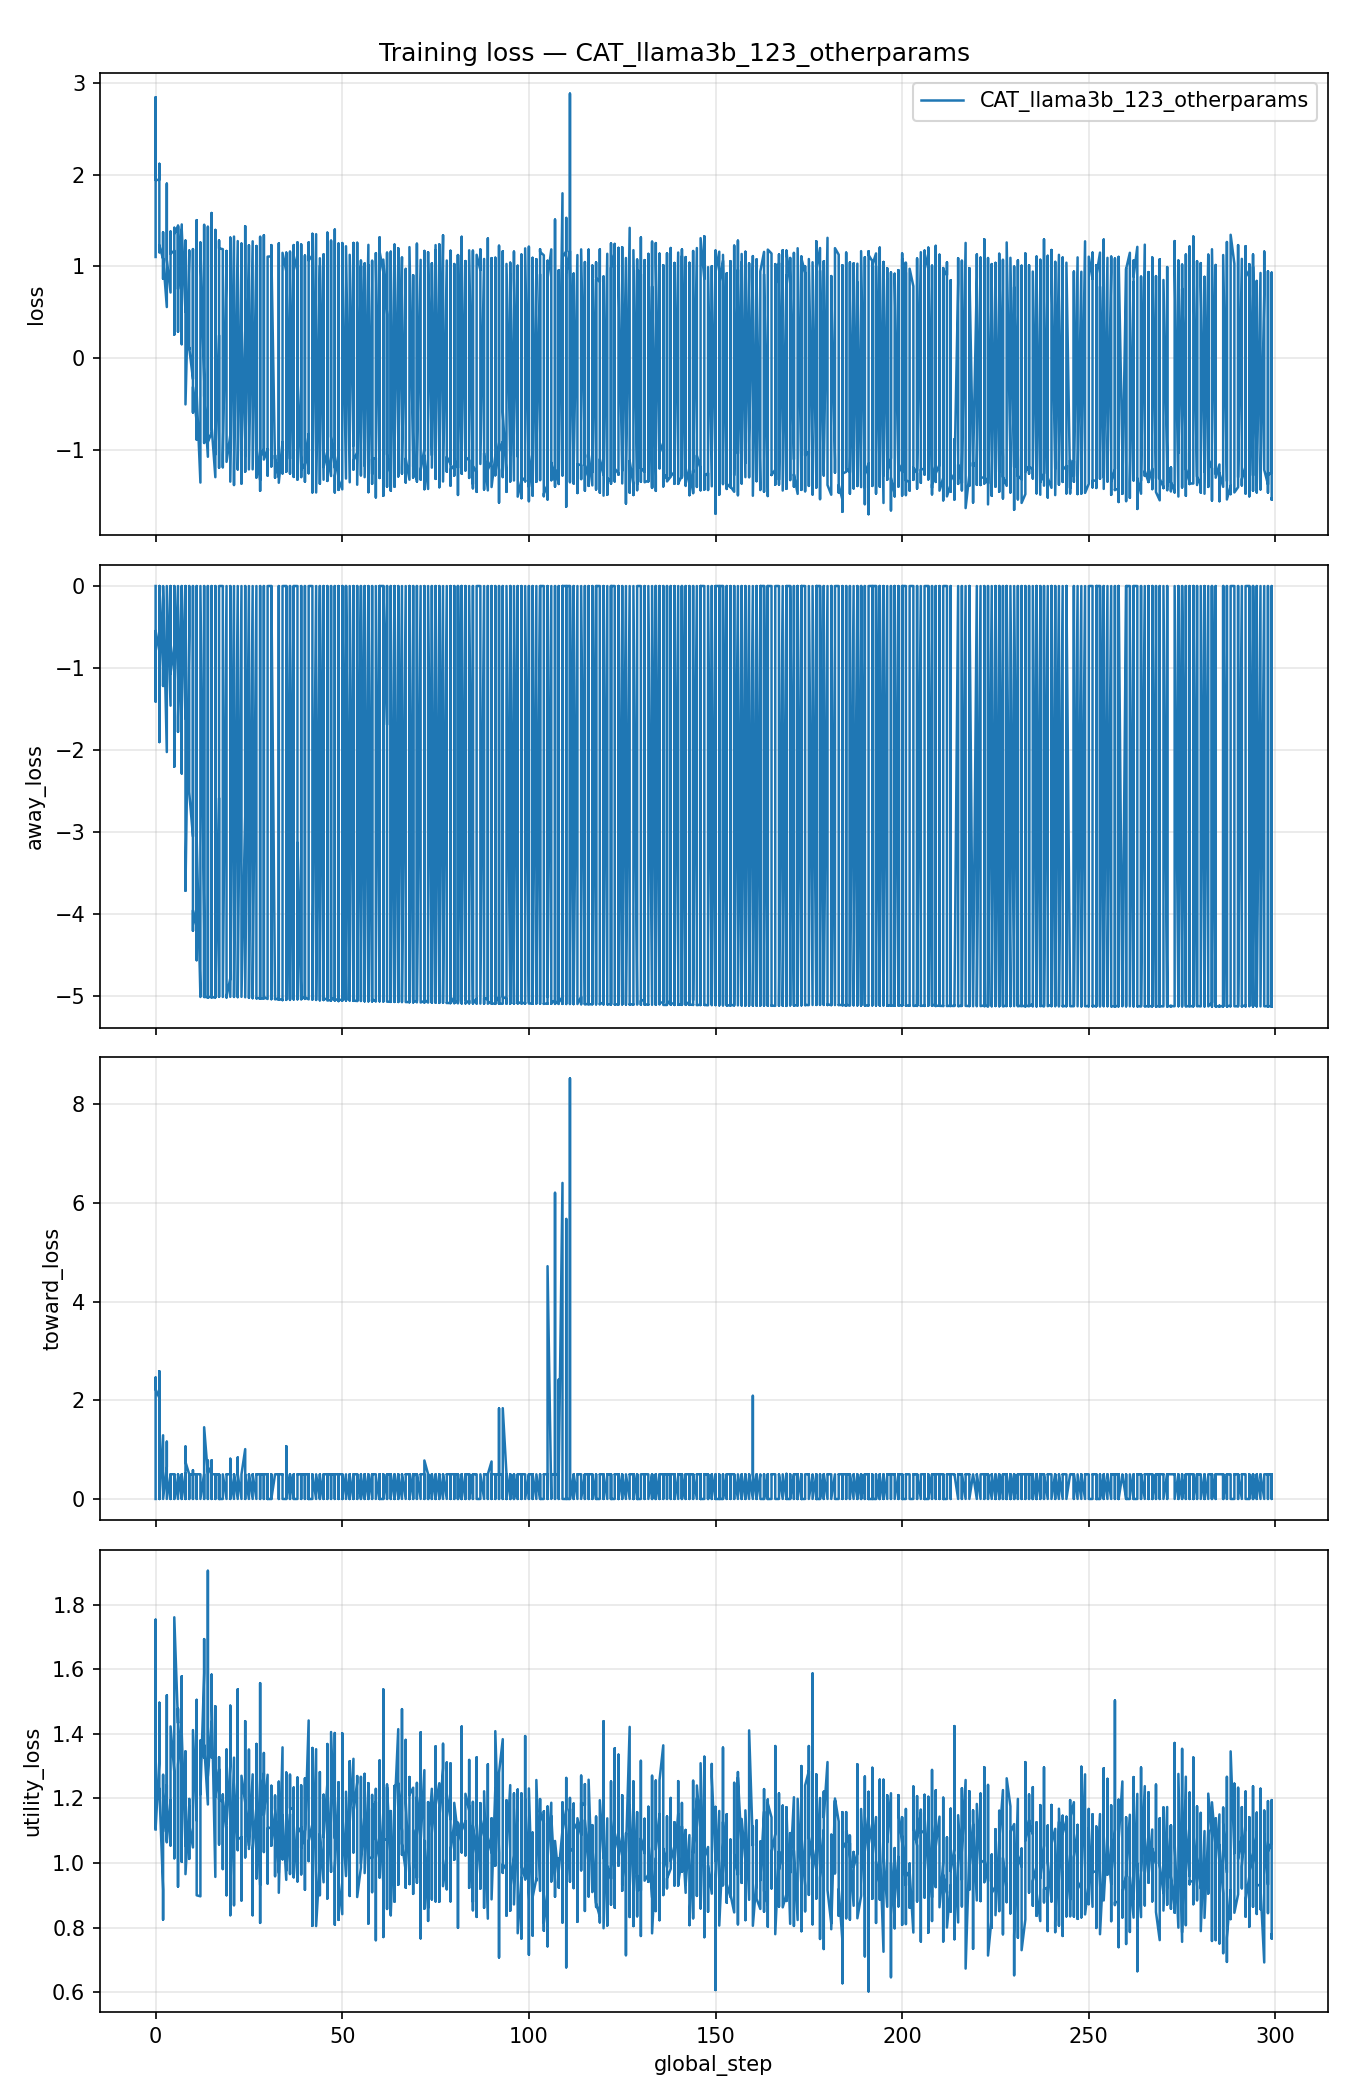 Training loss — CAT_llama3b_123_otherparams
CAT_llama3b_123_otherparams
3
2
1
0
−1
loss
0
−1
−2
−3
−4
−5
away_loss
8
6
4
2
0
toward_loss
1.8
1.6
1.4
1.2
1.0
0.8
0.6
utility_loss
0 50 100 150 200 250 300
global_step